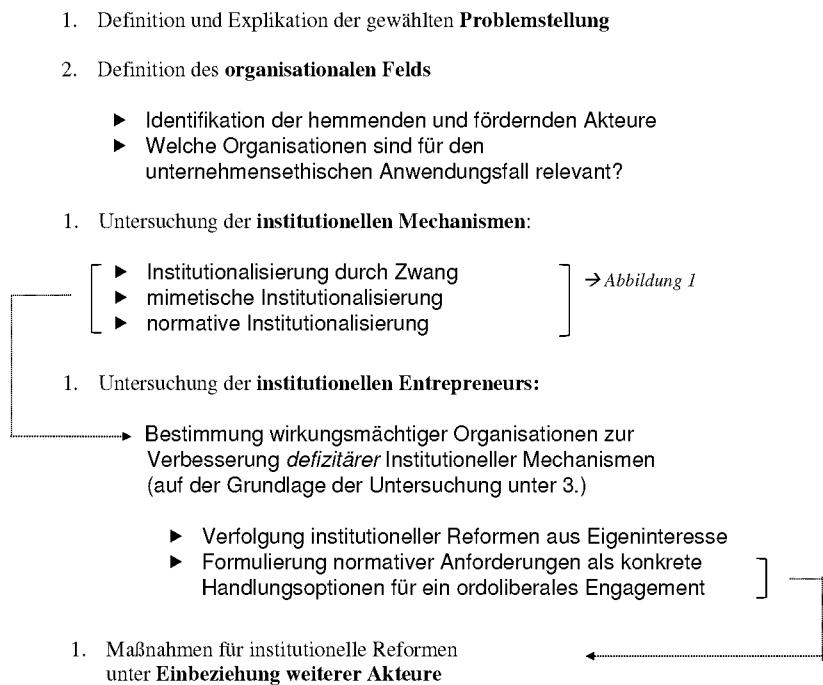 1. Definition und Explikation der gewählten Problemstellung
2. Definition des organisationalen Felds
► Identifikation der hemmenden und fördernden Akteure
► Welche Organisationen sind für den
unternehmensethischen Anwendungsfall relevant?
1. Untersuchung der institutionellen Mechanismen:
► Institutionalisierung durch Zwang
► mimetische Institutionalisierung
► normative Institutionalisierung
→ Abbildung 1
1. Untersuchung der institutionellen Entrepreneurs:
Bestimmung wirkungsmächtiger Organisationen zur
Verbesserung defizitärer Institutioneller Mechanismen
(auf der Grundlage der Untersuchung unter 3.)
► Verfolgung institutioneller Reformen aus Eigeninteresse
► Formulierung normativer Anforderungen als konkrete
Handlungsoptionen für ein ordoliberales Engagement
1. Maßnahmen für institutionelle Reformen
unter Einbeziehung weiterer Akteure